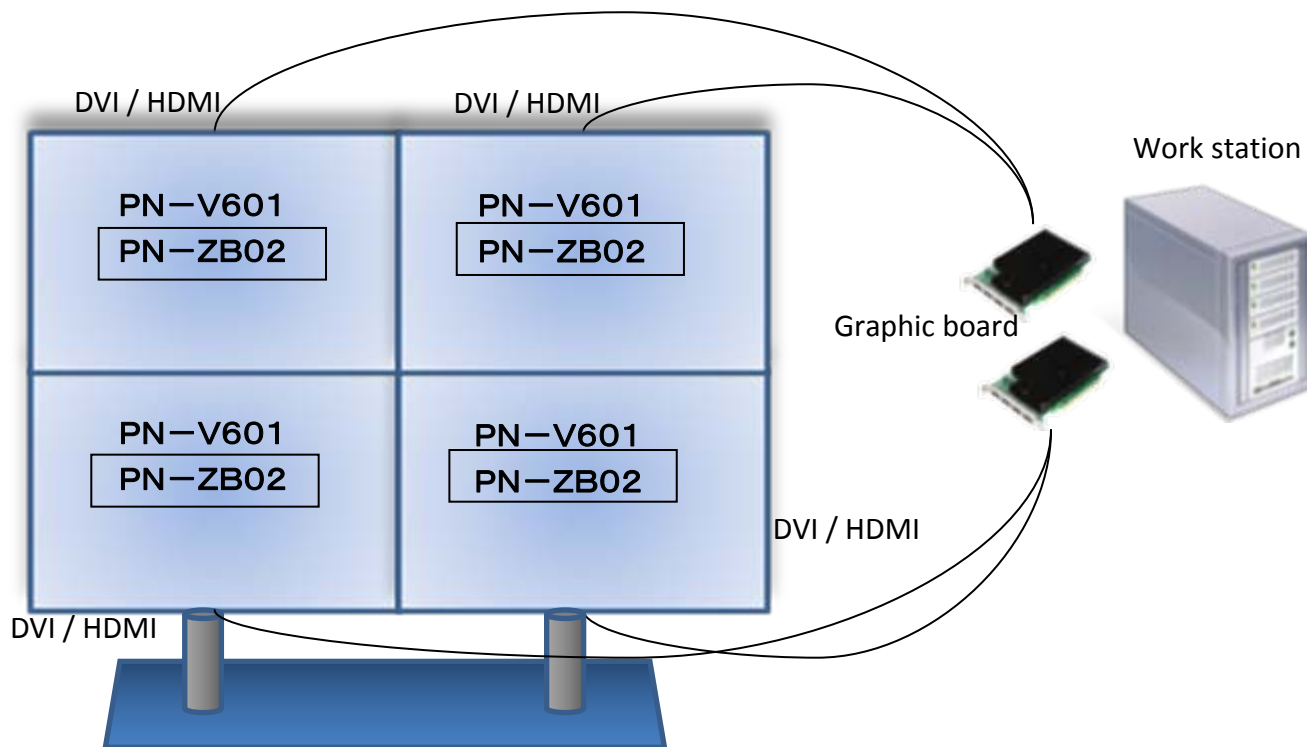 DVI / HDMI
DVI / HDMI
Work station
PN-V601
PN-ZB02
PN-V601
PN-ZB02
Graphic board
PN-V601
PN-ZB02
PN-V601
PN-ZB02
DVI / HDMI
DVI / HDMI